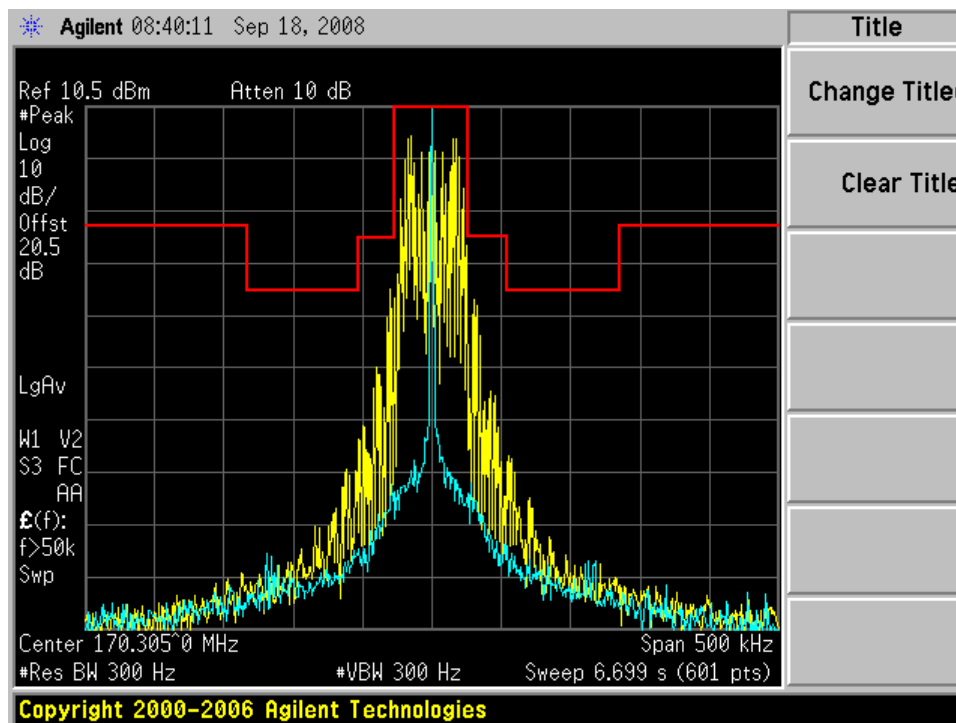 Agilent 08:40:11 Sep 18, 2008
Title
Ref 10.5 dBm Atten 10 dB
Change Title
#Peak
Log
10
dB/
Offst
20.5
dB
Clear Title
LgAv
W1 V2
S3 FC
AA
£(f):
f>50k
Swp
Center 170.305^0 MHz Span 500 kHz
#Res BW 300 Hz #VBW 300 Hz Sweep 6.699 s (601 pts)
Copyright 2000-2006 Agilent Technologies